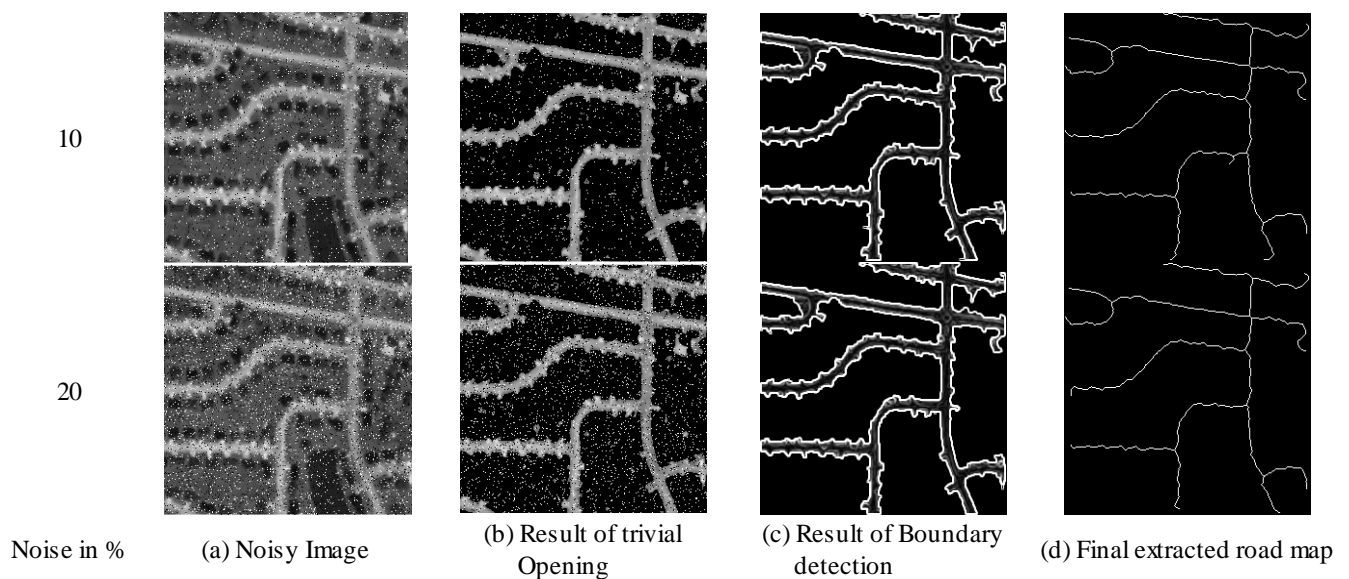 10
20
Noise in %
(a) Noisy Image
(b) Result of trivial
Opening
(c) Result of Boundary
detection
(d) Final extracted road map